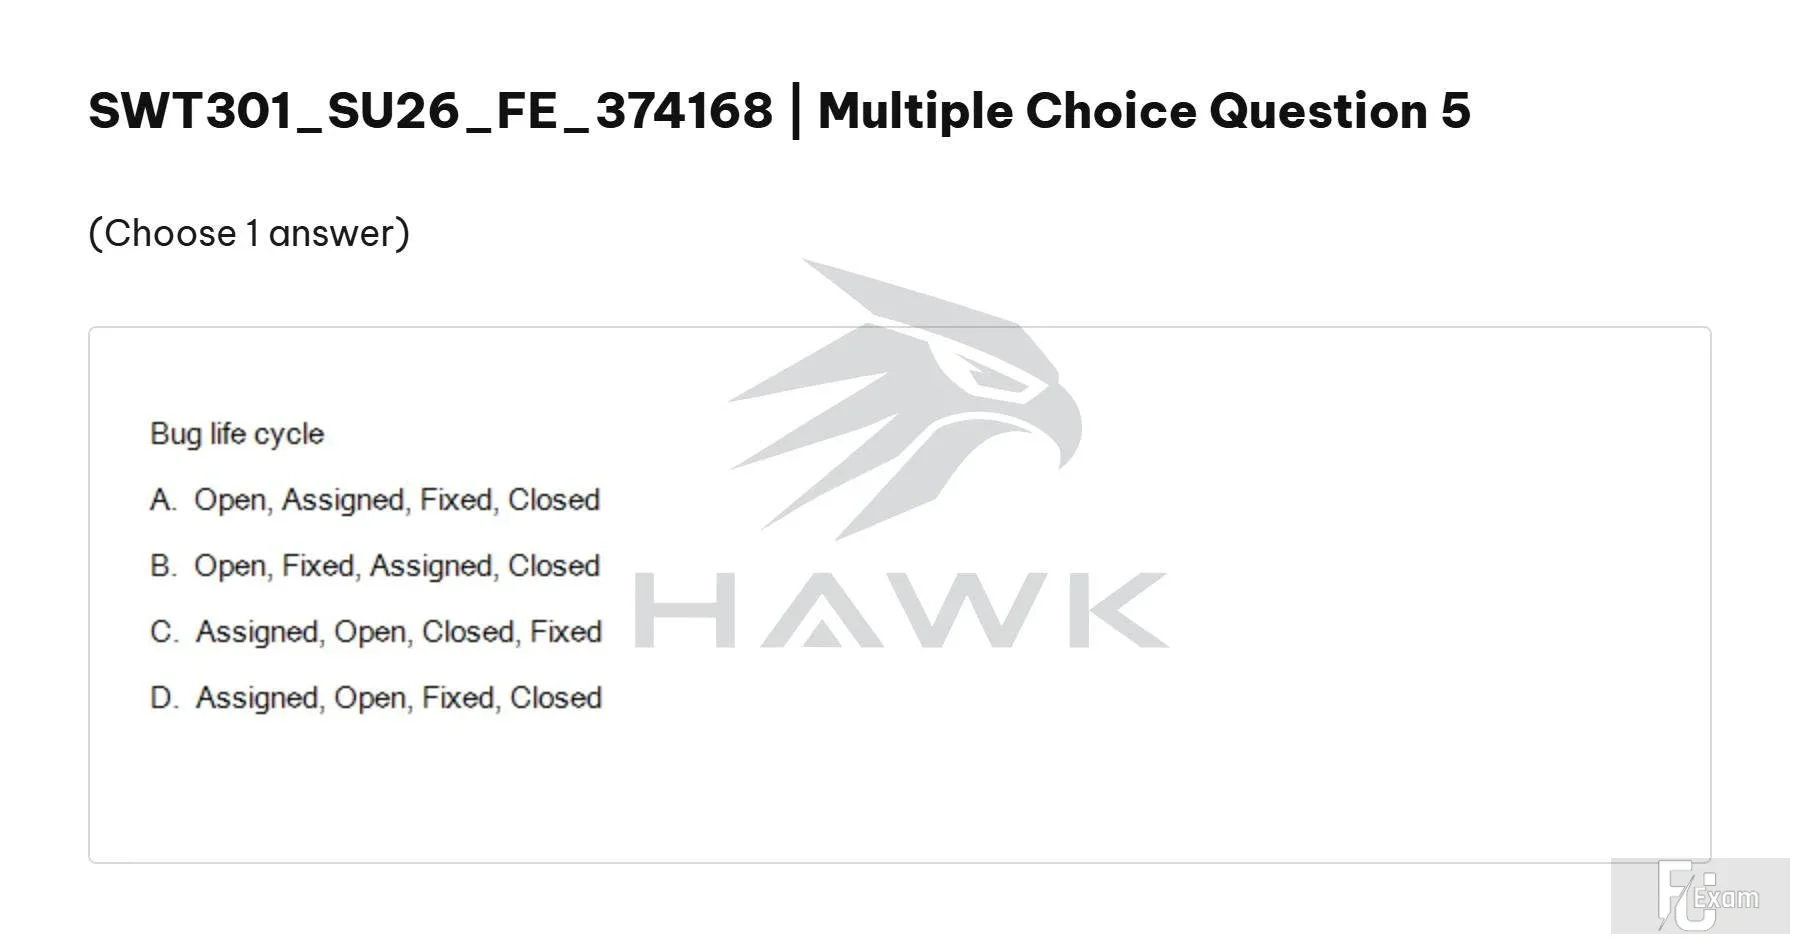 SWT301_SU26_FE_374168 | Multiple Choice Question 5
(Choose 1 answer)
Bug life cycle
A. Open, Assigned, Fixed, Closed
B. Open, Fixed, Assigned, Closed
C. Assigned, Open, Closed, Fixed
D. Assigned, Open, Fixed, Closed
HAWK
Exam